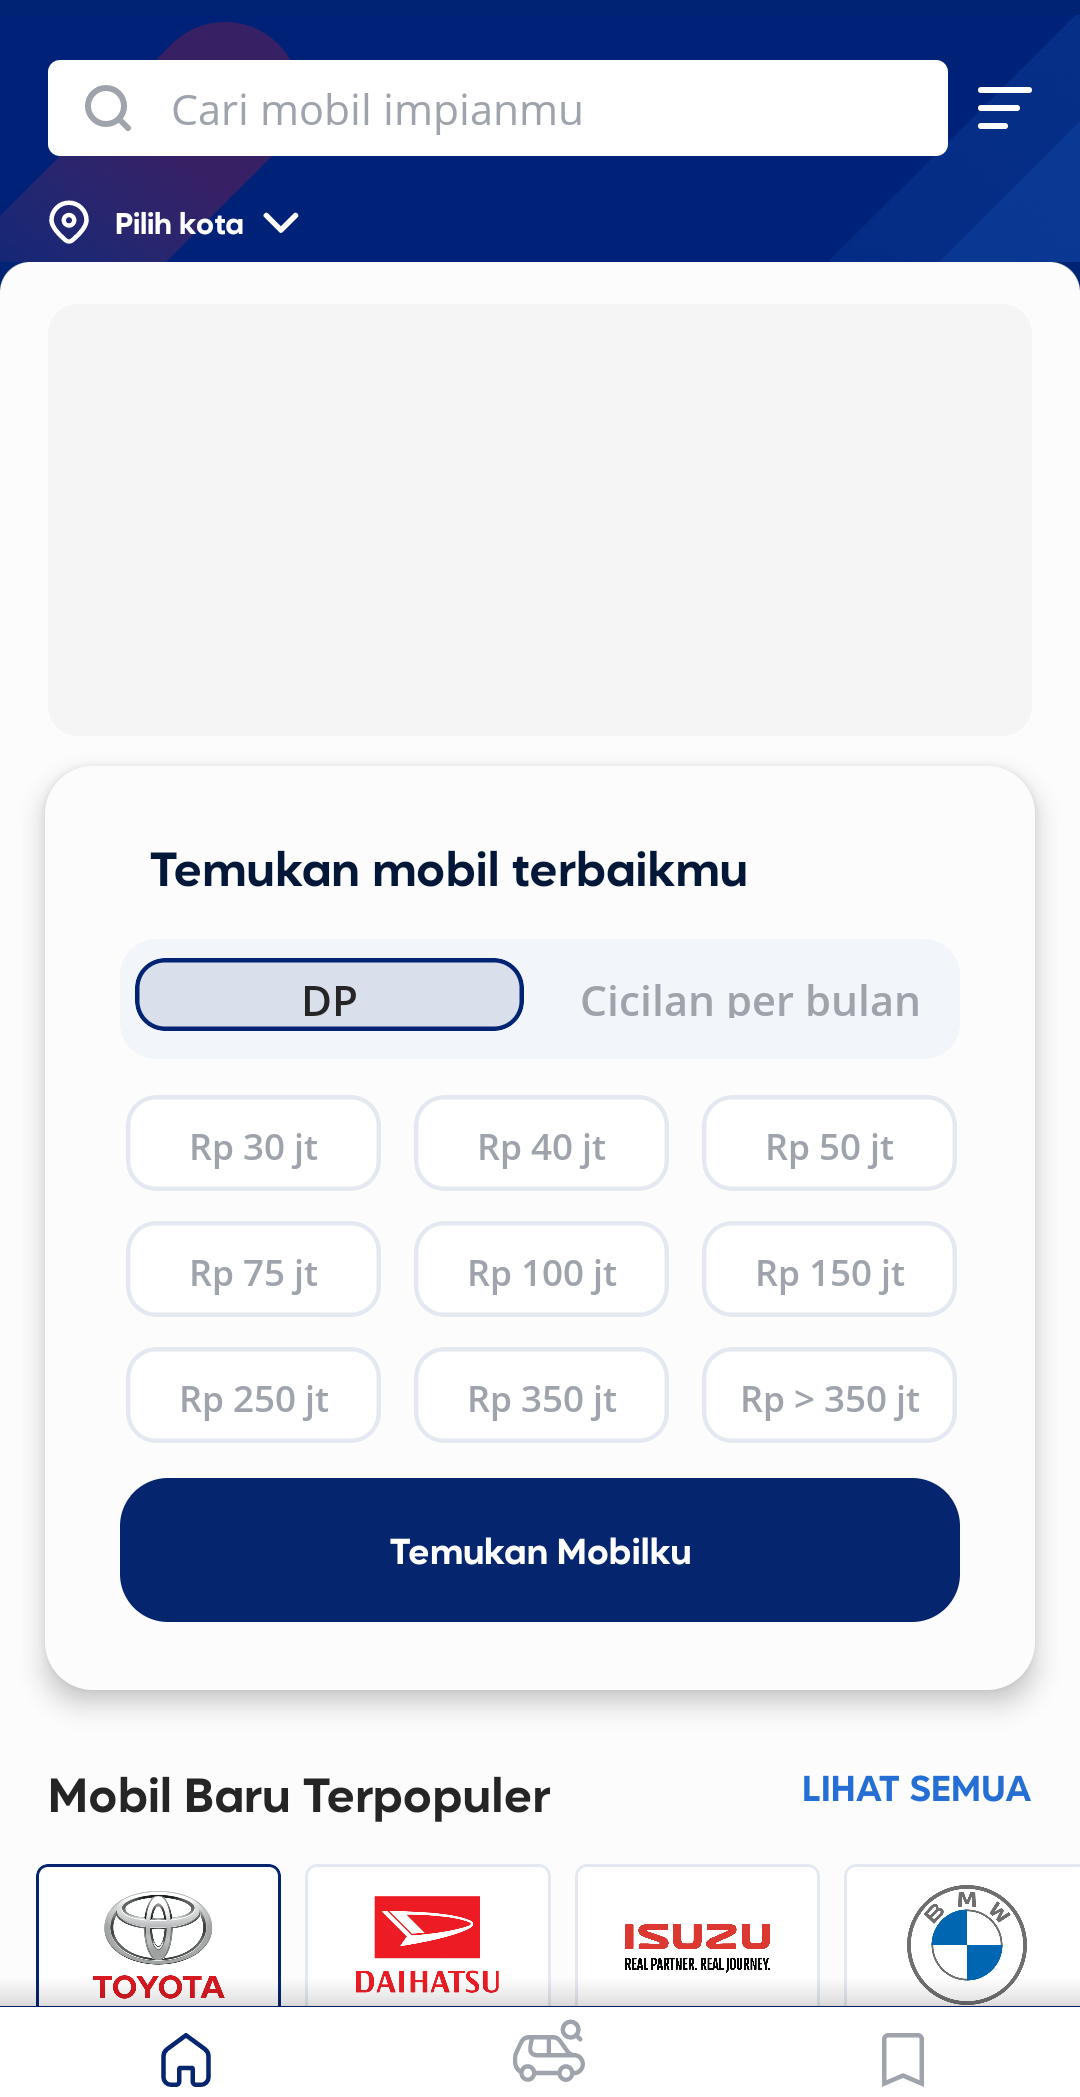 Cari mobil impianmu
Pilih kota
Temukan mobil terbaikmu
DP
Cicilan per bulan
Rp 30 jt
Rp 40 jt
Rp 50 jt
Rp 75 jt
Rp 100 jt
Rp 150 jt
Rp 250 jt
Rp 350 jt
Rp > 350 jt
Temukan Mobilku
Mobil Baru Terpopuler
LIHAT SEMUA
TOYOTA
DAIHATSU
ISUZU
REAL PARTNER. REAL JOURNEY.
BMW